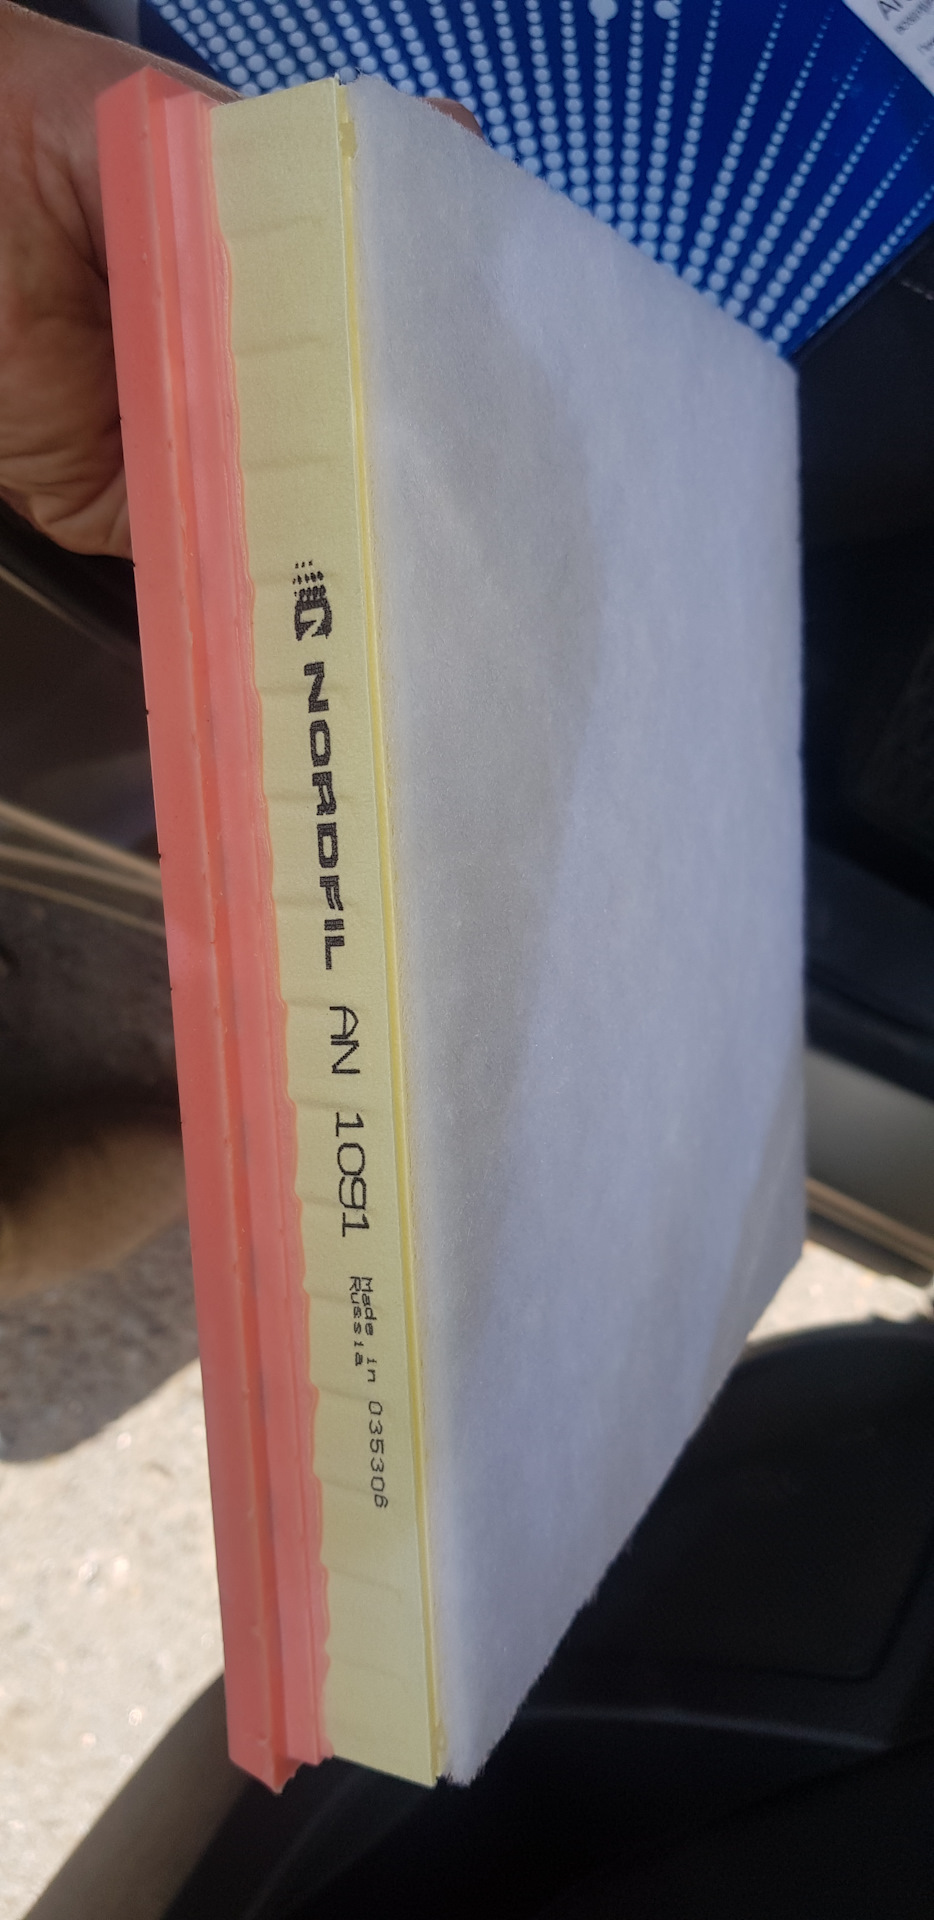 NORDFIL AN 1091 Made in
Russia 035306